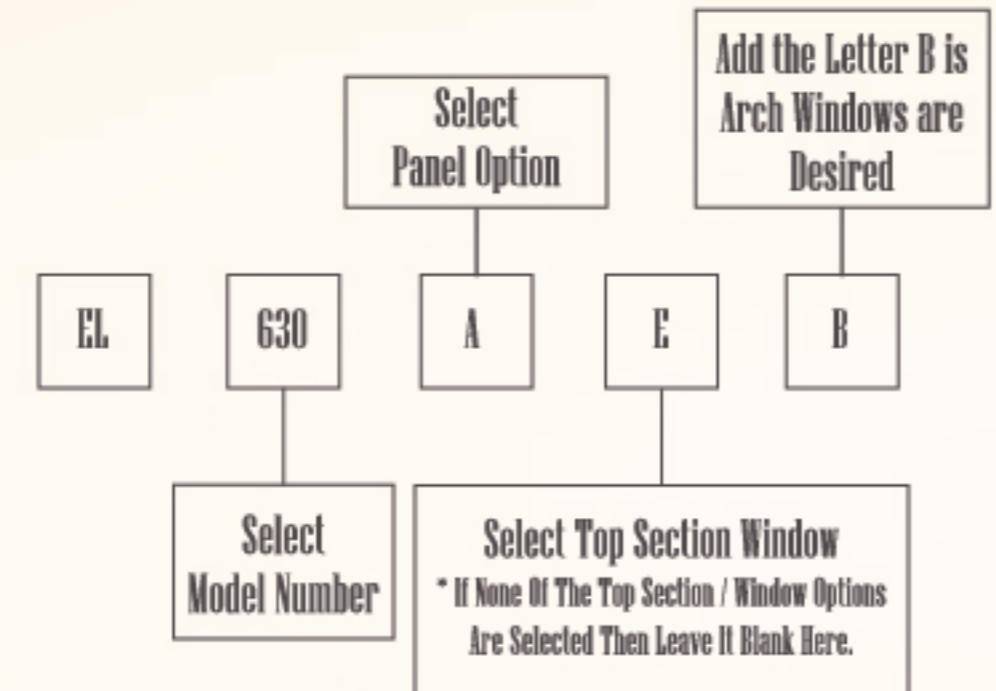 Add the Letter B is
Arch Windows are
Desired
Select
Panel Option
EL
630
A
E
B
Select
Model Number
Select Top Section Window
* If None Of The Top Section / Window Options
Are Selected Then Leave It Blank Here.